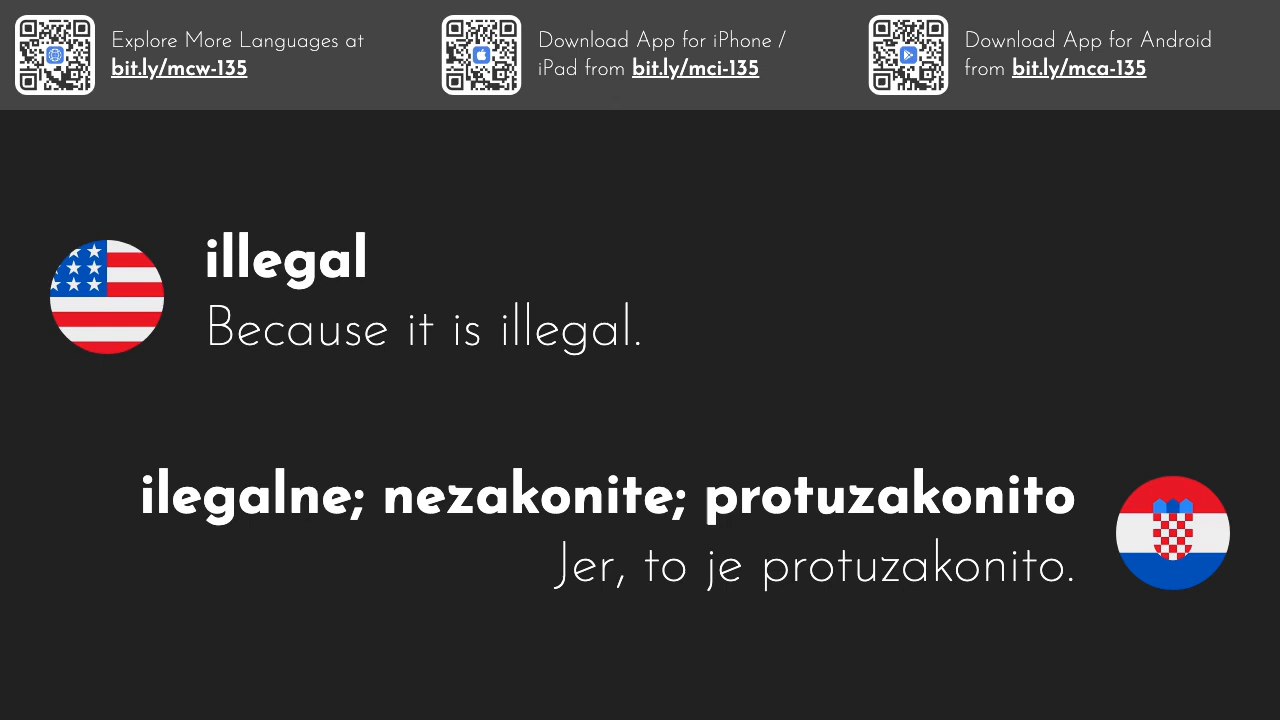 Explore More Languages at
bit.ly/mcw-135
Download App for iPhone /
iPad from bit.ly/mci-135
Download App for Android
from bit.ly/mca-135
illegal
Because it is illegal.
ilegalne; nezakonite; protuzakonito
Jer, to je protuzakonito.